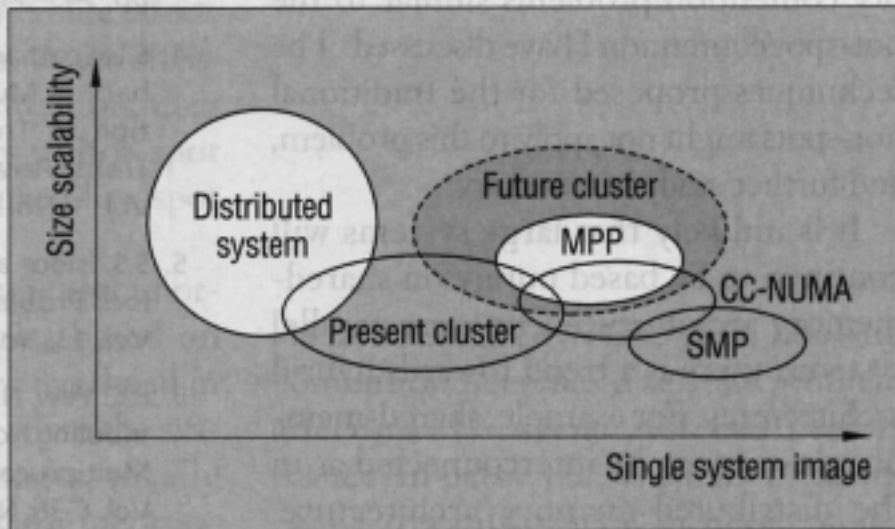 Size scalability
Distributed
system
Future cluster
MPP
CC-NUMA
Present cluster
SMP
Single system image